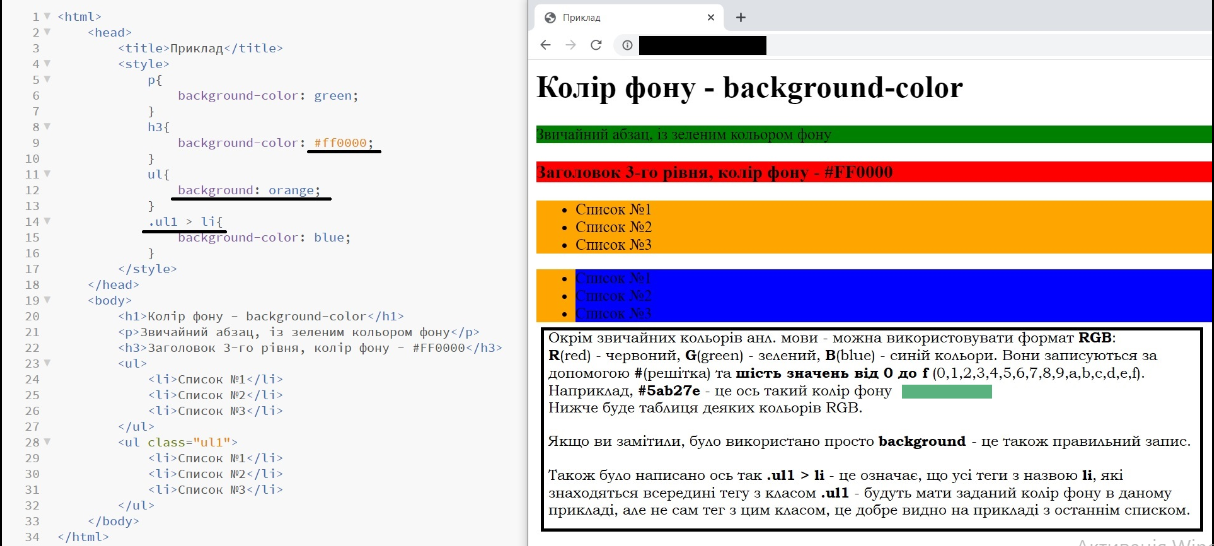 1 <html>
2 <head>
3 <title>Приклад</title>
4 <style>
5 p{
6 background-color: green;
7 }
8 h3{
9 background-color: #ff0000;
10 }
11 ul{
12 background: orange;
13 }
14 .ul1 > li{
15 background-color: blue;
16 }
17 </style>
18 </head>
19 <body>
20 <h1>Колір фону - background-color</h1>
21 <p>Звичайний абзац, із зеленим кольором фону</p>
22 <h3>Заголовок 3-го рівня, колір фону - #FF0000</h3>
23 <ul>
24 <li>Список №1</li>
25 <li>Список №2</li>
26 <li>Список №3</li>
27 </ul>
28 <ul class="ul1">
29 <li>Список №1</li>
30 <li>Список №2</li>
31 <li>Список №3</li>
32 </ul>
33 </body>
34 </html>
Приклад
Колір фону - background-color
Звичайний абзац, із зеленим кольором фону
Заголовок 3-го рівня, колір фону - #FF0000
• Список №1
• Список №2
• Список №3
• Список №1
• Список №2
• Список №3
Окрім звичайних кольорів анл. мови - можна використовувати формат RGB:
R(red) - червоний, G(green) - зелений, B(blue) - синій кольори. Вони записуються за
допомогою #(решітка) та шість значень від 0 до f (0,1,2,3,4,5,6,7,8,9,a,b,c,d,e,f).
Наприклад, #5ab27e - це ось такий колір фону
Нижче буде таблиця деяких кольорів RGB.
Якщо ви замітили, було використано просто background - це також правильний запис.
Також було написано ось так .ul1 > li - це означає, що усі теги з назвою li, які
знаходяться всередині тегу з класом .ul1 - будуть мати заданий колір фону в даному
прикладі, але не сам тег з цим класом, це добре видно на прикладі з останнім списком.